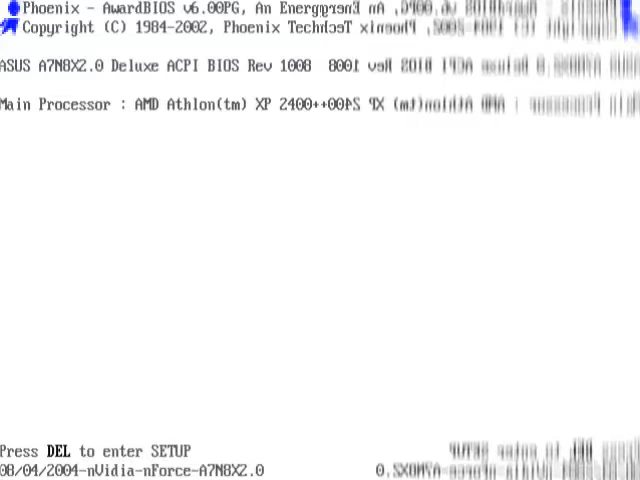 Phoenix - AwardBIOS v6.00PG, An Energy
Copyright (C) 1984-2002, Phoenix Techn
ASUS A7N8X2.0 Deluxe ACPI BIOS Rev 1008
Main Processor : AMD Athlon(tm) XP 2400+
Press DEL to enter SETUP
08/04/2004-nVidia-nForce-A7N8X2.0